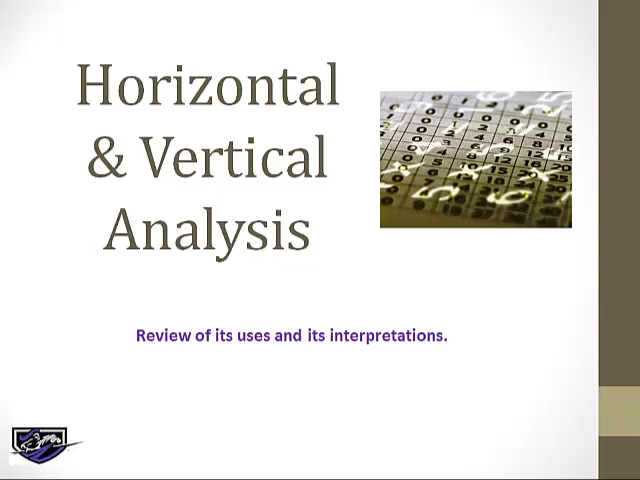 Horizontal
& Vertical
Analysis
Review of its uses and its interpretations.